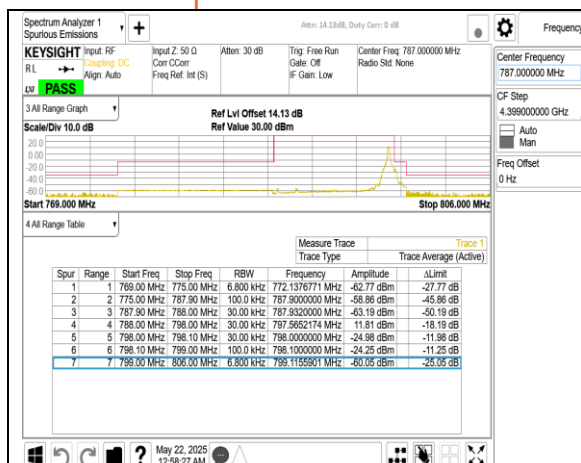 Spectrum Analyzer 1
Spurious Emissions
Attn: 14.13dB, Duty Corr: 0 dB
Frequency
KEYSIGHT Input: RF Input Z: 50 Ω Atten: 30 dB Trig: Free Run Center Freq: 787.000000 MHz
RL Coupling: DC Corr CCorr Gate: Off Radio Std: None
Align: Auto Freq Ref: Int (S) IF Gain: Low
LXI PASS
Center Frequency
787.000000 MHz
CF Step
4.399000000 GHz
Auto
Man
Freq Offset
0 Hz
3 All Range Graph
Ref Lvl Offset 14.13 dB
Scale/Div 10.0 dB Ref Value 30.00 dBm
20.0
0.00
-20.0
-40.0
-60.0
Start 769.000 MHz Stop 806.000 MHz
4 All Range Table
Measure Trace Trace 1
Trace Type Trace Average (Active)
Spur Range Start Freq Stop Freq RBW Frequency Amplitude ΔLimit
1 1 769.00 MHz 775.00 MHz 6.800 kHz 772.1376771 MHz -62.77 dBm -27.77 dB
2 2 775.00 MHz 787.90 MHz 100.0 kHz 787.9000000 MHz -58.86 dBm -45.86 dB
3 3 787.90 MHz 788.00 MHz 30.00 kHz 787.9320000 MHz -63.19 dBm -50.19 dB
4 4 788.00 MHz 798.00 MHz 30.00 kHz 797.5652174 MHz 11.81 dBm -18.19 dB
5 5 798.00 MHz 798.10 MHz 30.00 kHz 798.0000000 MHz -24.98 dBm -11.98 dB
6 6 798.10 MHz 799.00 MHz 100.0 kHz 798.1000000 MHz -24.25 dBm -11.25 dB
7 7 799.00 MHz 806.00 MHz 6.800 kHz 799.1155901 MHz -60.05 dBm -25.05 dB
May 22, 2025
12:58:27 AM